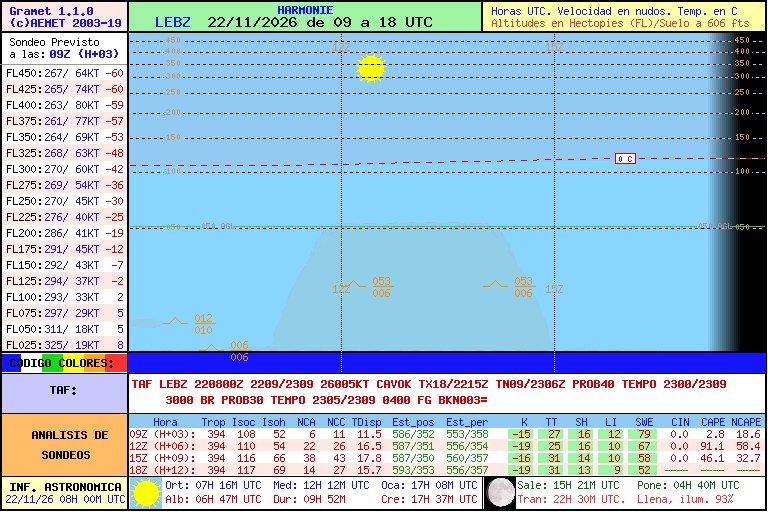 Gramet 1.1.0
(c)AEMET 2003-19
HARMONIE
LEBZ 22/11/2026 de 09 a 18 UTC
Horas UTC. Velocidad en nudos. Temp. en C
Altitudes en Hectopies (FL)/Suelo a 606 fts
Sondeo Previsto
a las: 09Z (H+03)
FL450:267/ 64KT -60
FL425:265/ 74KT -60
FL400:263/ 80KT -59
FL375:261/ 77KT -57
FL350:264/ 69KT -53
FL325:268/ 63KT -48
FL300:270/ 60KT -42
FL275:269/ 54KT -36
FL250:270/ 45KT -30
FL225:276/ 40KT -25
FL200:286/ 41KT -19
FL175:291/ 45KT -12
FL150:292/ 43KT -7
FL125:294/ 37KT -2
FL100:293/ 33KT 2
FL075:297/ 29KT 5
FL050:311/ 18KT 5
FL025:325/ 19KT 8
12Z 15Z
450 450
400 400
350 350
300 300
250 250
200 200
150 150
0 C
100 100
050 050
053
006
053
006
12Z 15Z
012
010
006
006
CODIGO COLORES:
TAF:
TAF LEBZ 220800Z 2209/2309 26005KT CAVOK TX18/2215Z TN09/2306Z PROB40 TEMPO 2300/2309
3000 BR PROB30 TEMPO 2305/2309 0400 FG BKN003=
ANALISIS DE
SONDEOS
Hora Trop Isoc Isoh NCA NCC TDisp Est_pos Est_per K TT SH LI SWE CIN CAPE NCAPE
09Z (H+03): 394 108 52 6 11 11.5 586/352 553/358 -15 27 16 12 79 0.0 2.8 18.6
12Z (H+06): 394 110 54 22 26 16.5 587/351 556/354 -19 25 16 11 67 0.0 91.1 58.4
15Z (H+09): 394 116 66 38 43 17.8 587/350 560/357 -16 31 14 10 58 0.0 46.1 32.7
18Z (H+12): 394 117 69 14 27 15.7 593/353 556/357 -19 31 13 9 52 ---- ---- ----
INF. ASTRONOMICA
22/11/26 08H 00M UTC
Ort: 07H 16M UTC Med: 12H 12M UTC Oca: 17H 08M UTC
Alb: 06H 47M UTC Dur: 09H 52M Cre: 17H 37M UTC
Sale: 15H 21M UTC Pone: 04H 40M UTC
Tran: 22H 30M UTC. Llena, ilum. 93%